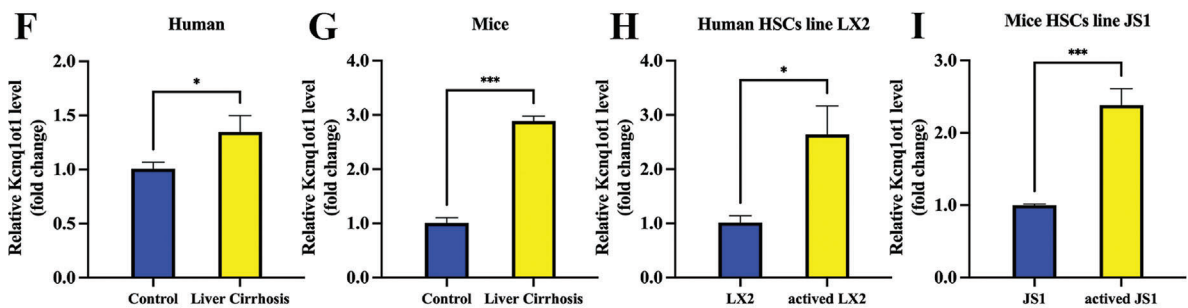 F
Human
Relative Kcnq1ot1 level
(fold change)
2.0
1.5
1.0
0.5
0.0
*
Control
Liver Cirrhosis
G
Mice
Relative Kcnq1ot1 level
(fold change)
4.0
3.0
2.0
1.0
0.0
***
Control
Liver Cirrhosis
H
Human HSCs line LX2
Relative Kcnq1ot1 level
(fold change)
4.0
3.0
2.0
1.0
0.0
*
LX2
actived LX2
I
Mice HSCs line JS1
Relative Kcnq1ot1 level
(fold change)
3.0
2.0
1.0
0.0
***
JS1
actived JS1